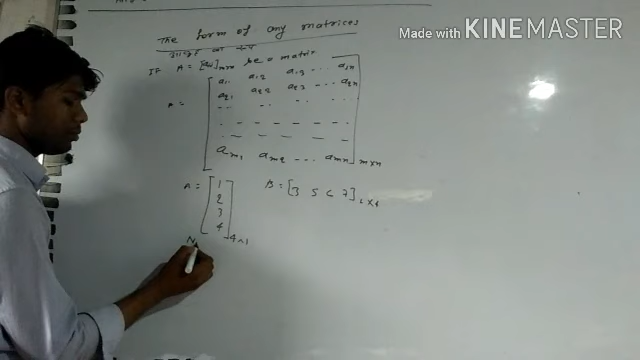 Made with KINEMASTER
The form of any matrices
IF A = [aij]m×n be a matrix
A = [ a11 a12 a13 ... a1n
a21 a22 a23 ... a2n
... .. .. ..
- - - - - -
- - - - - -
am1 am2 ... amn ] m×n
A = [ 1 2 3 4 ] 4×1
B = [ 3 5 6 7 ] 1×4
N